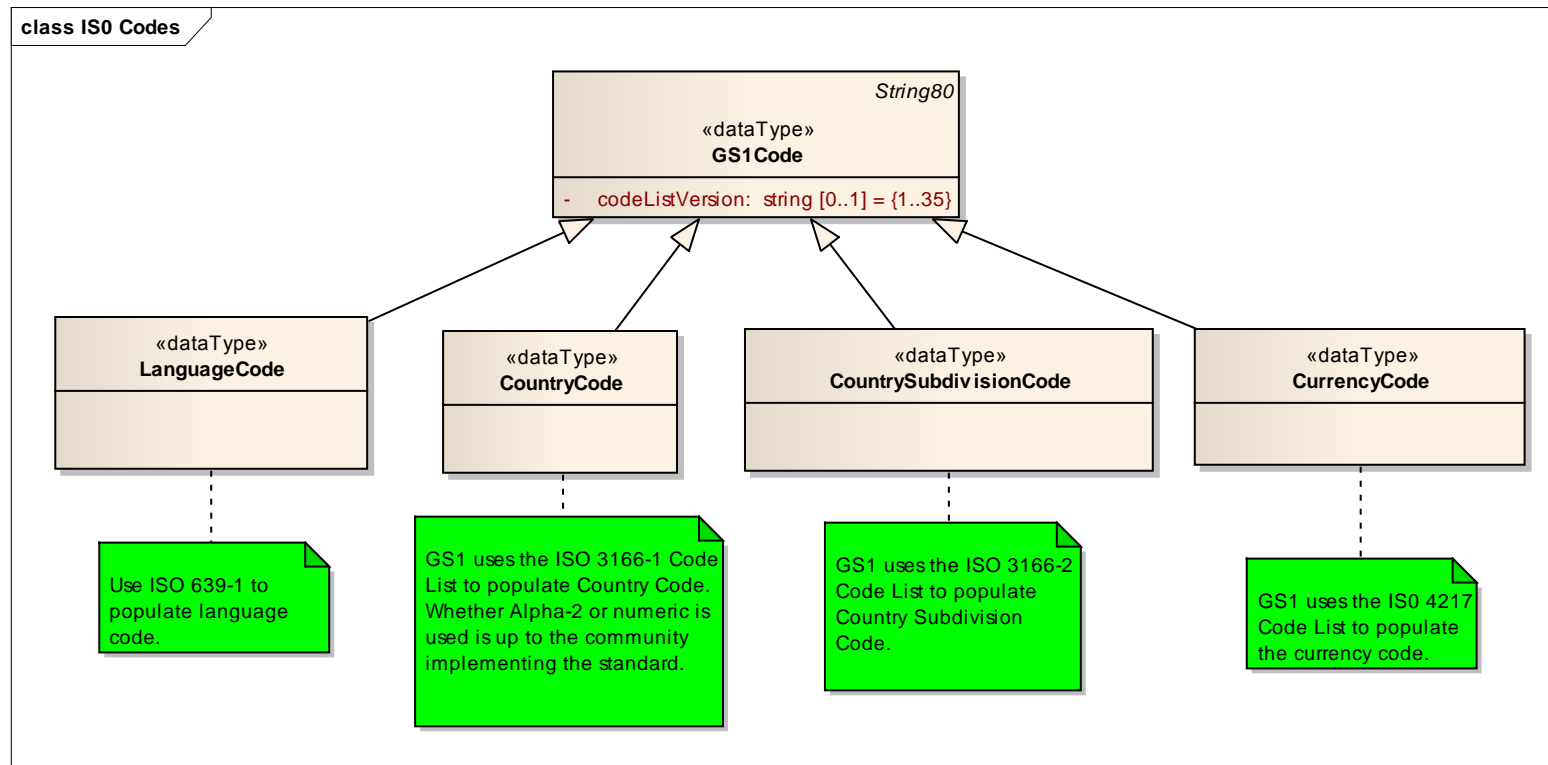 class IS0 Codes
String80
«dataType»
GS1Code
- codeListVersion: string [0..1] = {1..35}
«dataType»
LanguageCode
«dataType»
CountryCode
«dataType»
CountrySubdivisionCode
«dataType»
CurrencyCode
Use ISO 639-1 to
populate language
code.
GS1 uses the ISO 3166-1 Code
List to populate Country Code.
Whether Alpha-2 or numeric is
used is up to the community
implementing the standard.
GS1 uses the ISO 3166-2
Code List to populate
Country Subdivision
Code.
GS1 uses the IS0 4217
Code List to populate
the currency code.